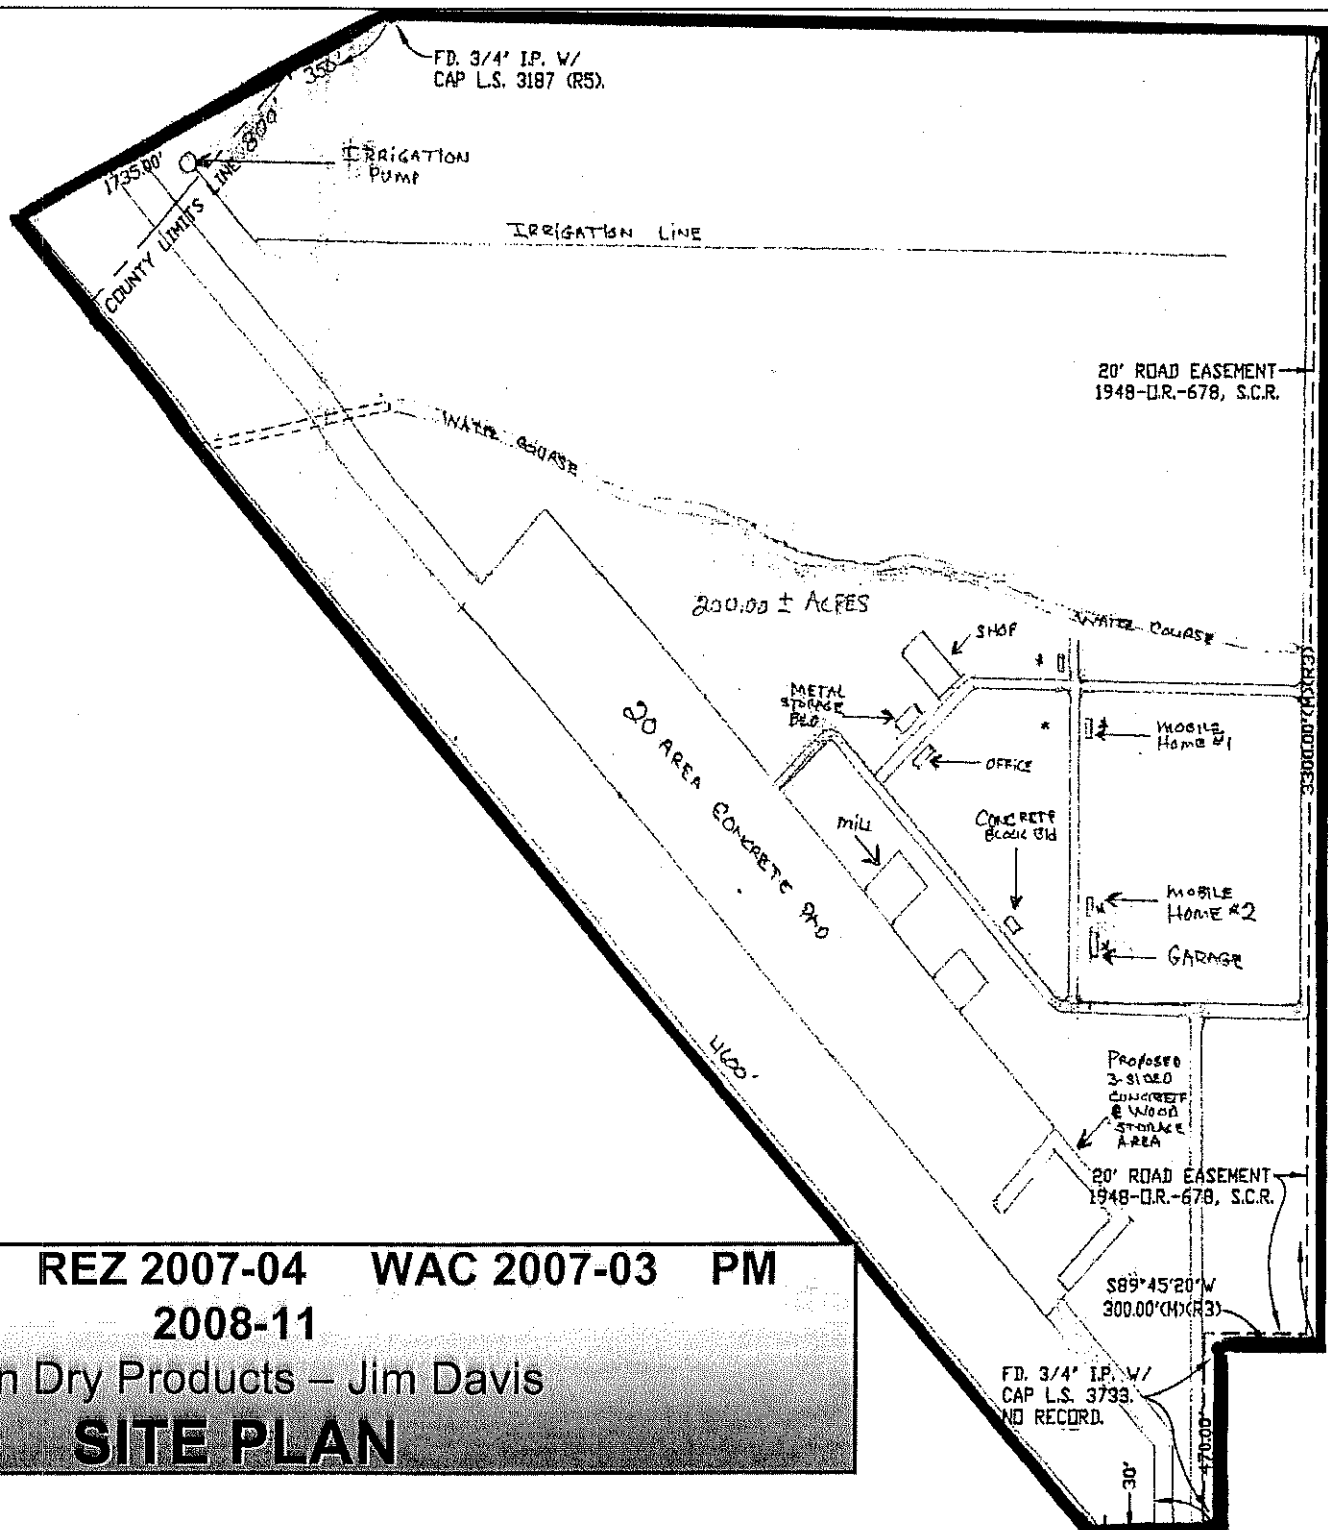 FD. 3/4" I.P. W/
CAP L.S. 3187 (R5).
358'
800'
1735.00'
COUNTY LIMITS LINE
IRRIGATION
PUMP
IRRIGATION LINE
20' ROAD EASEMENT
1948-O.R.-678, S.C.R.
WATER COURSE
200.00 ± ACRES
WATER COURSE
SHOP
METAL
STORAGE
BLD
OFFICE
MOBILE
HOME #1
3300.00'(M)(R3)
20 AREA CONCRETE PAD
MILL
CONCRETE
BLOCK Bld
MOBILE
HOME #2
GARAGE
4600'
PROPOSED
3-SIDED
CONCRETE
& WOOD
STORAGE
AREA
20' ROAD EASEMENT
1948-O.R.-678, S.C.R.
S89°45'20"W
300.00'(M)(R3)
FD. 3/4" I.P. W/
CAP L.S. 3733.
NO RECORD.
470.00'
30'
REZ 2007-04 WAC 2007-03 PM
2008-11
n Dry Products – Jim Davis
SITE PLAN